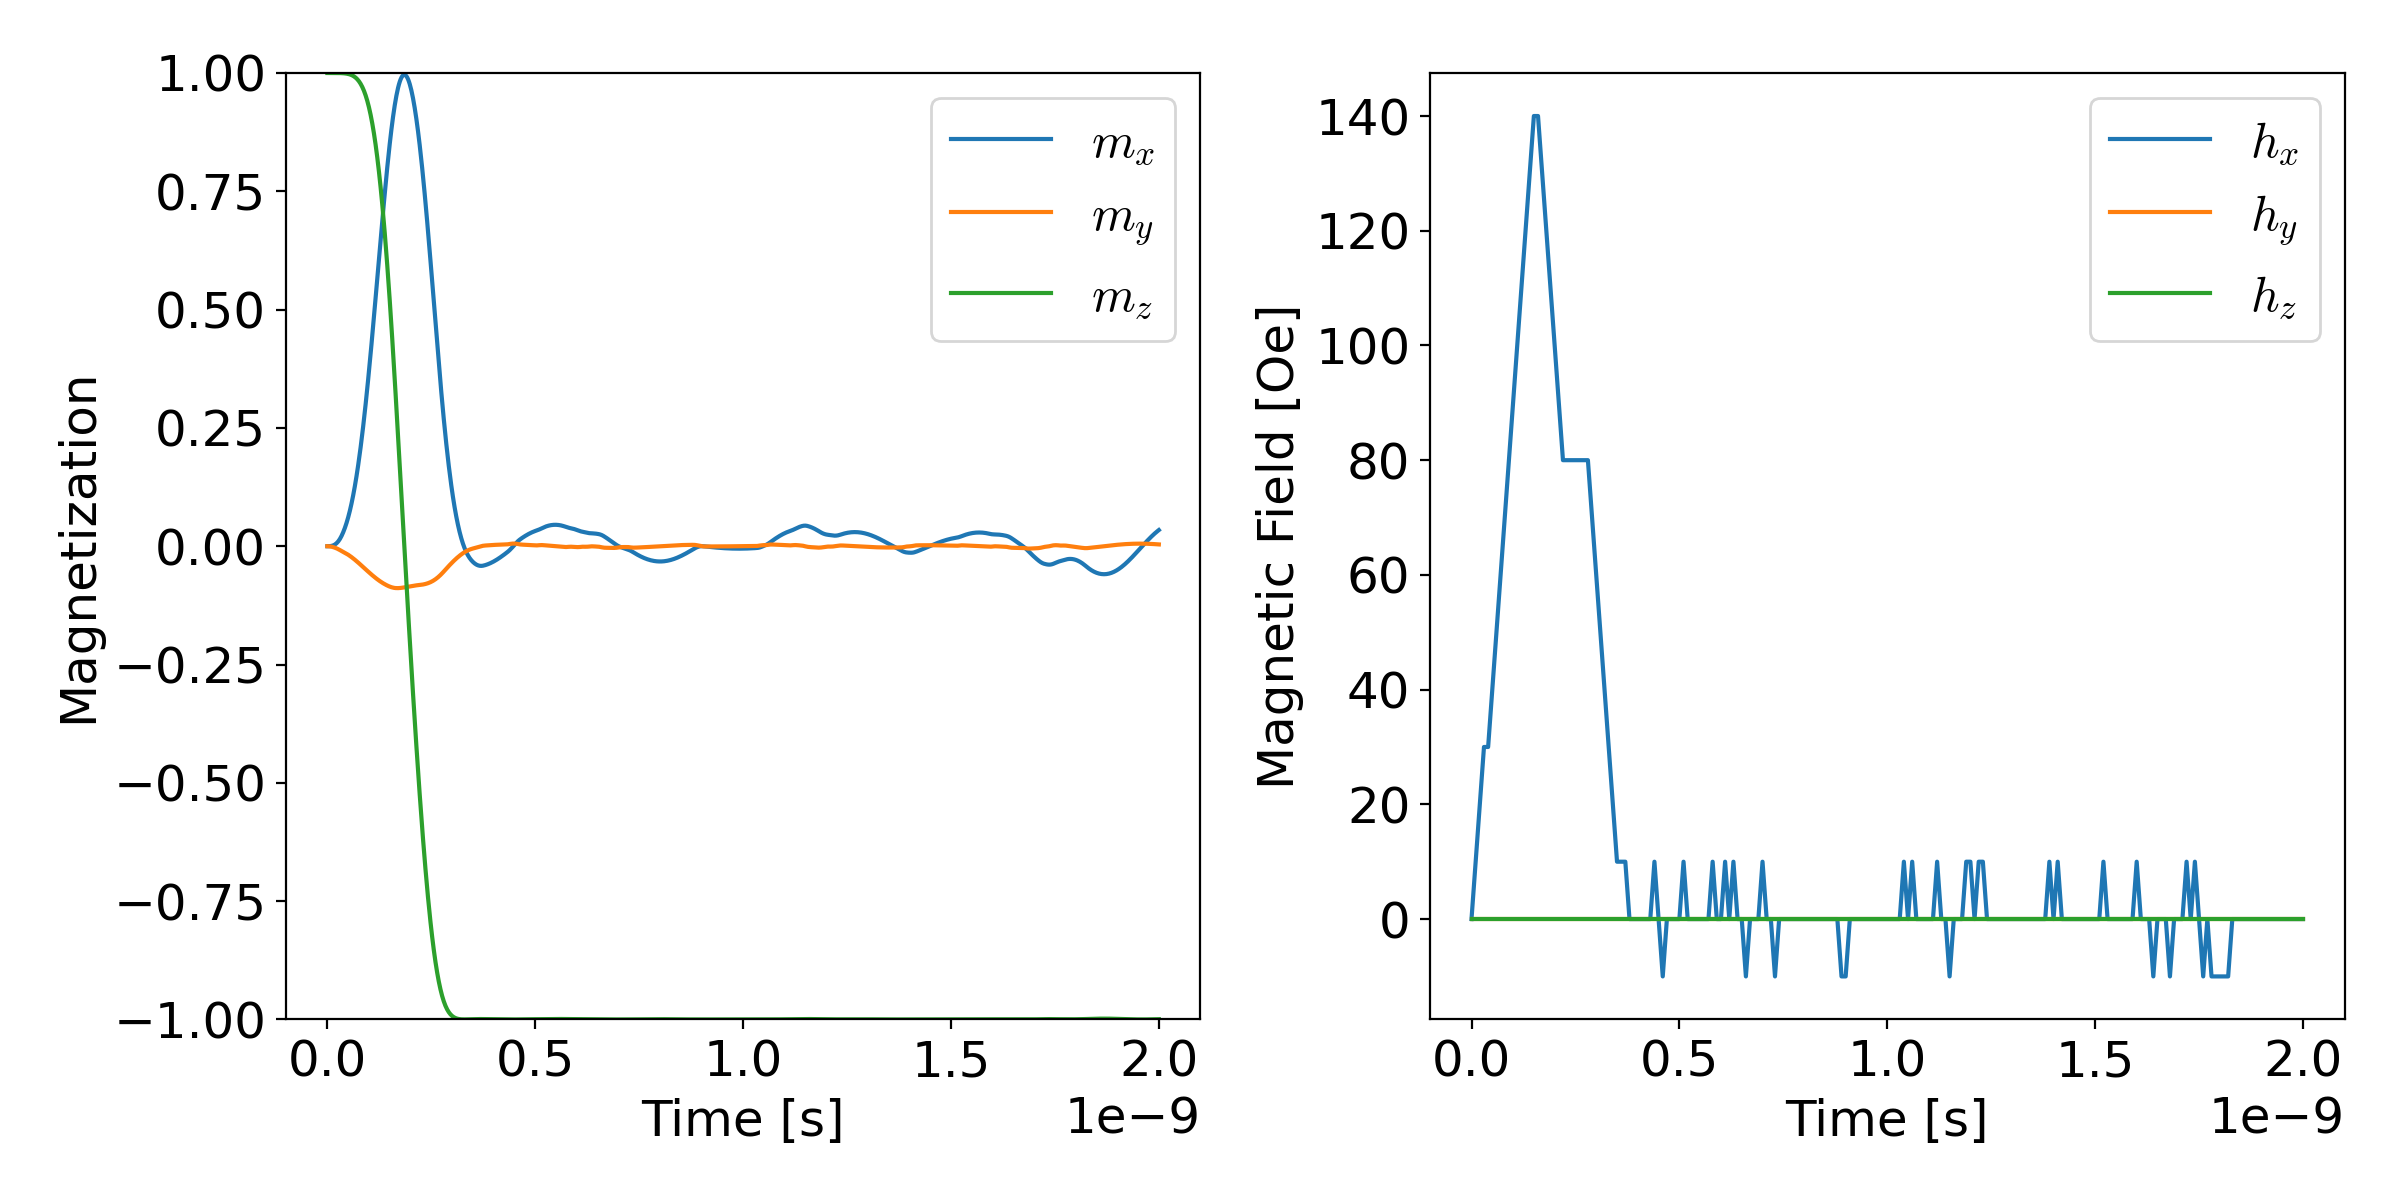 1.00
0.75
0.50
0.25
0.00
−0.25
−0.50
−0.75
−1.00
Magnetization
0.0 0.5 1.0 1.5 2.0
Time [s]
1e−9
m_x
m_y
m_z
140
120
100
80
60
40
20
0
Magnetic Field [Oe]
0.0 0.5 1.0 1.5 2.0
Time [s]
1e−9
h_x
h_y
h_z